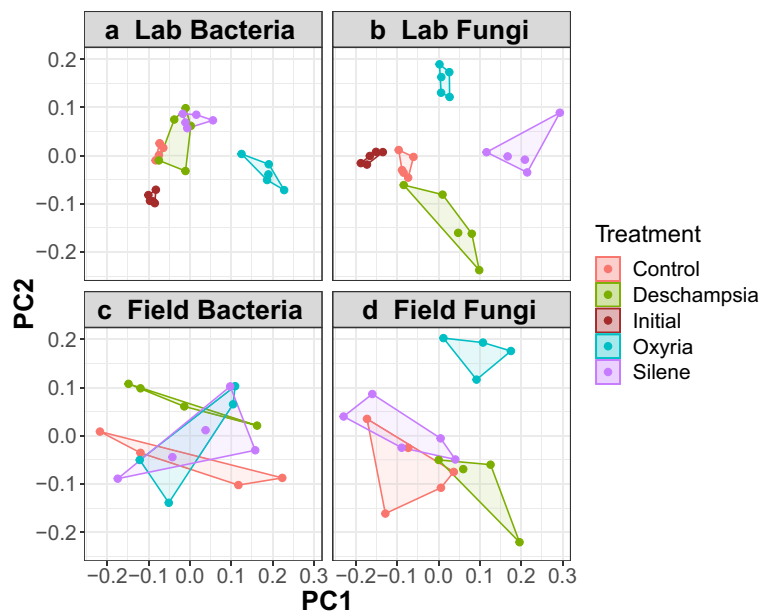 a Lab Bacteria
b Lab Fungi
0.2
0.1
0.0
−0.1
−0.2
c Field Bacteria
d Field Fungi
0.2
0.1
0.0
−0.1
−0.2
−0.2 −0.1 0.0 0.1 0.2 0.3
−0.2 −0.1 0.0 0.1 0.2 0.3
PC1
PC2
Treatment
Control
Deschampsia
Initial
Oxyria
Silene